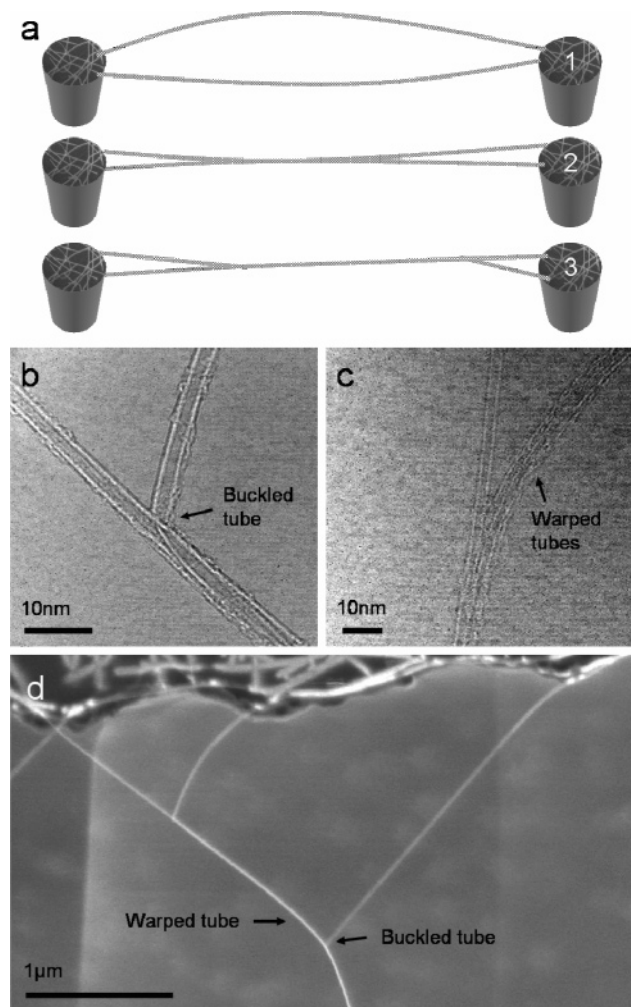 a
1
2
3
b
Buckled
tube
10nm
c
Warped
tubes
10nm
d
Warped tube
Buckled tube
1μm